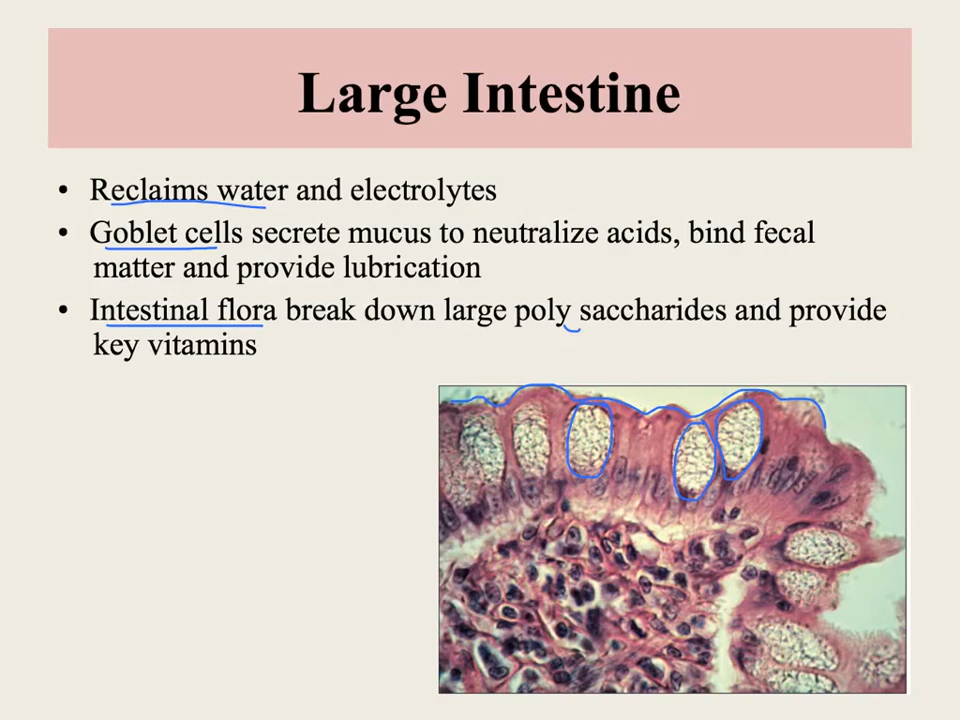 Large Intestine
• Reclaims water and electrolytes
• Goblet cells secrete mucus to neutralize acids, bind fecal
matter and provide lubrication
• Intestinal flora break down large poly saccharides and provide
key vitamins